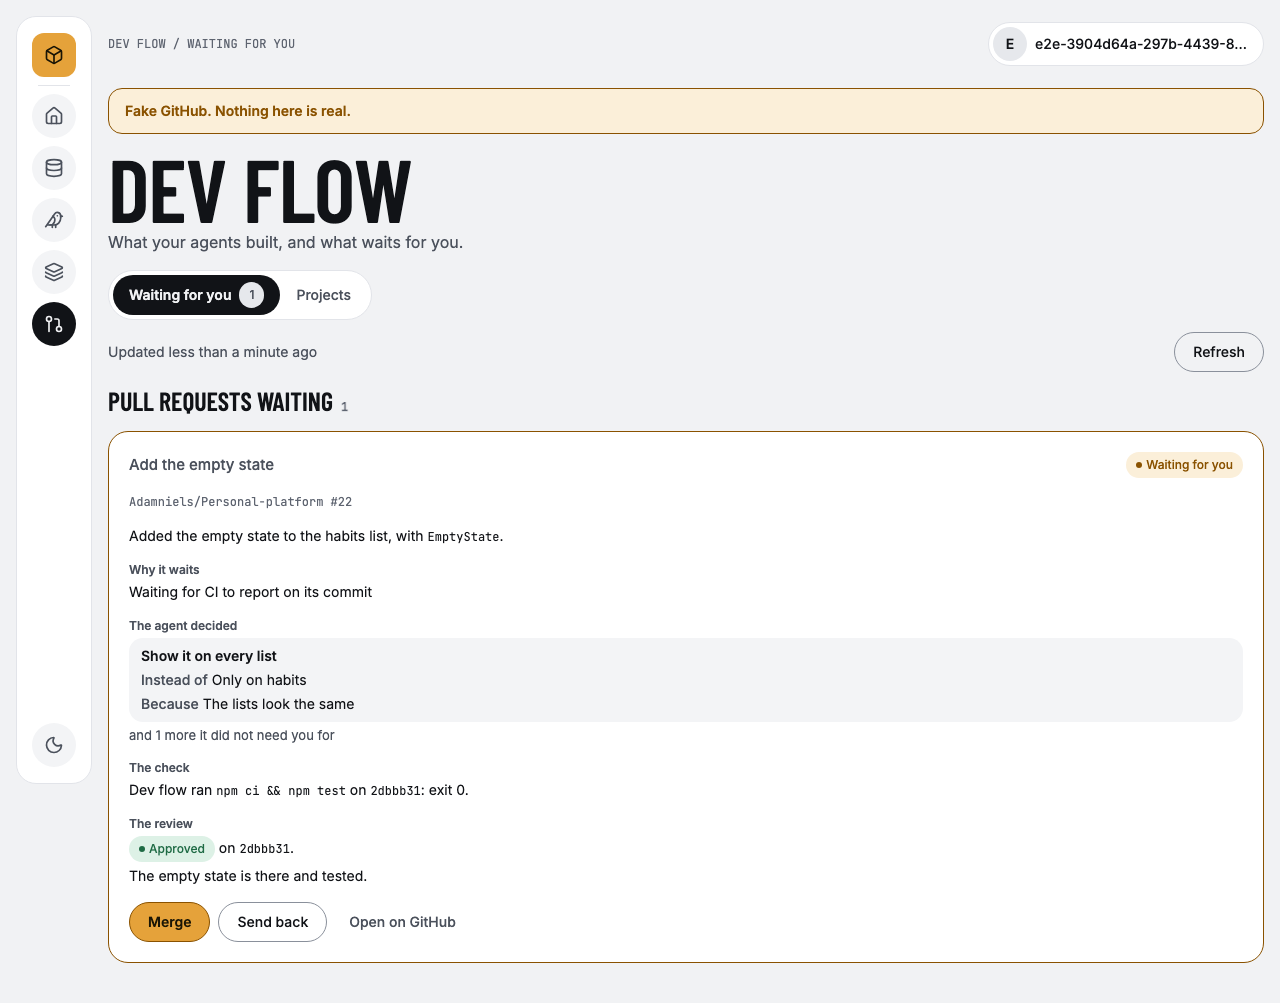 DEV FLOW / WAITING FOR YOU
E e2e-3904d64a-297b-4439-8...
Fake GitHub. Nothing here is real.
DEV FLOW
What your agents built, and what waits for you.
Waiting for you 1 Projects
Updated less than a minute ago
Refresh
PULL REQUESTS WAITING 1
Add the empty state
Waiting for you
Adamniels/Personal-platform #22
Added the empty state to the habits list, with EmptyState.
Why it waits
Waiting for CI to report on its commit
The agent decided
Show it on every list
Instead of Only on habits
Because The lists look the same
and 1 more it did not need you for
The check
Dev flow ran npm ci && npm test on 2dbbb31: exit 0.
The review
Approved on 2dbbb31.
The empty state is there and tested.
Merge Send back Open on GitHub